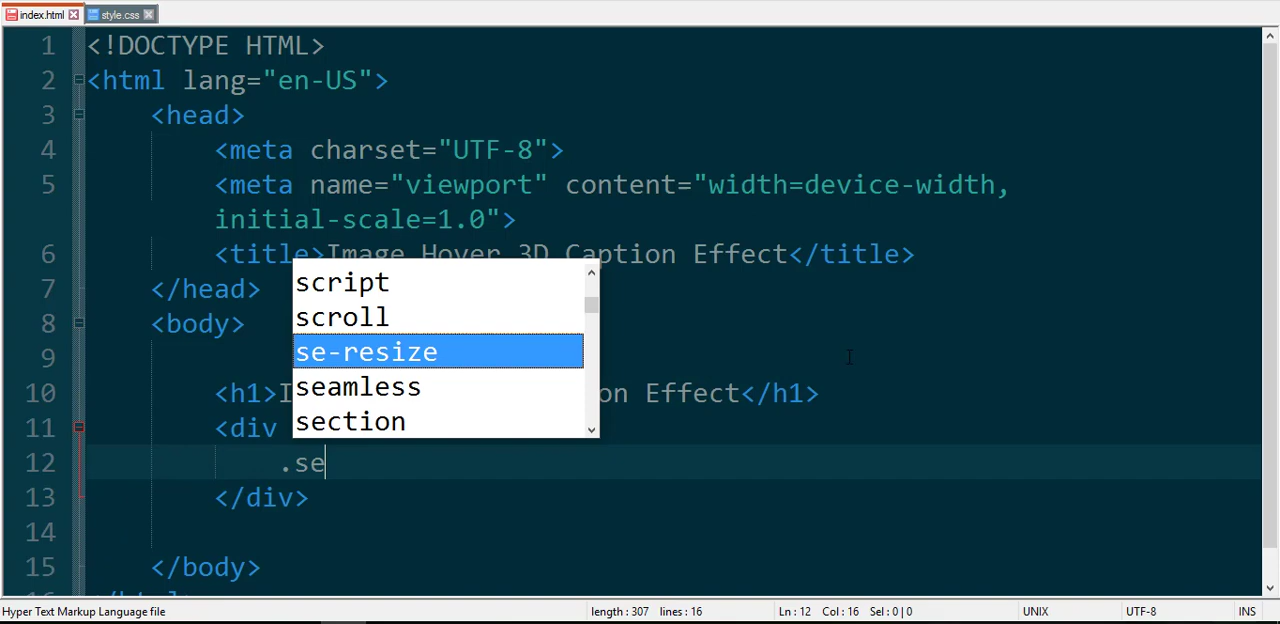 index.html style.css
1 <!DOCTYPE HTML>
2 <html lang="en-US">
3 <head>
4 <meta charset="UTF-8">
5 <meta name="viewport" content="width=device-width,
initial-scale=1.0">
6 <title>Image Hover 3D Caption Effect</title>
7 </head>
8 <body>
9
10 <h1>I on Effect</h1>
11 <div
12 .se
13 </div>
14
15 </body>
16
script
scroll
se-resize
seamless
section
Hyper Text Markup Language file length : 307 lines : 16 Ln : 12 Col : 16 Sel : 0 | 0 UNIX UTF-8 INS